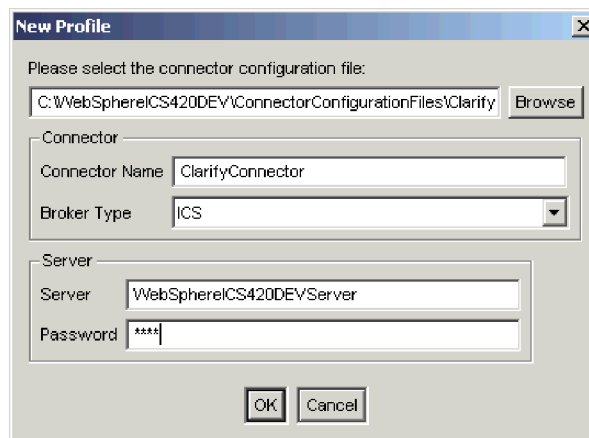 New Profile
Please select the connector configuration file:
C:\WebSphereICS420DEV\ConnectorConfigurationFiles\Clarify
Browse
Connector
Connector Name ClarifyConnector
Broker Type ICS
Server
Server WebSphereICS420DEVServer
Password ****
OK Cancel